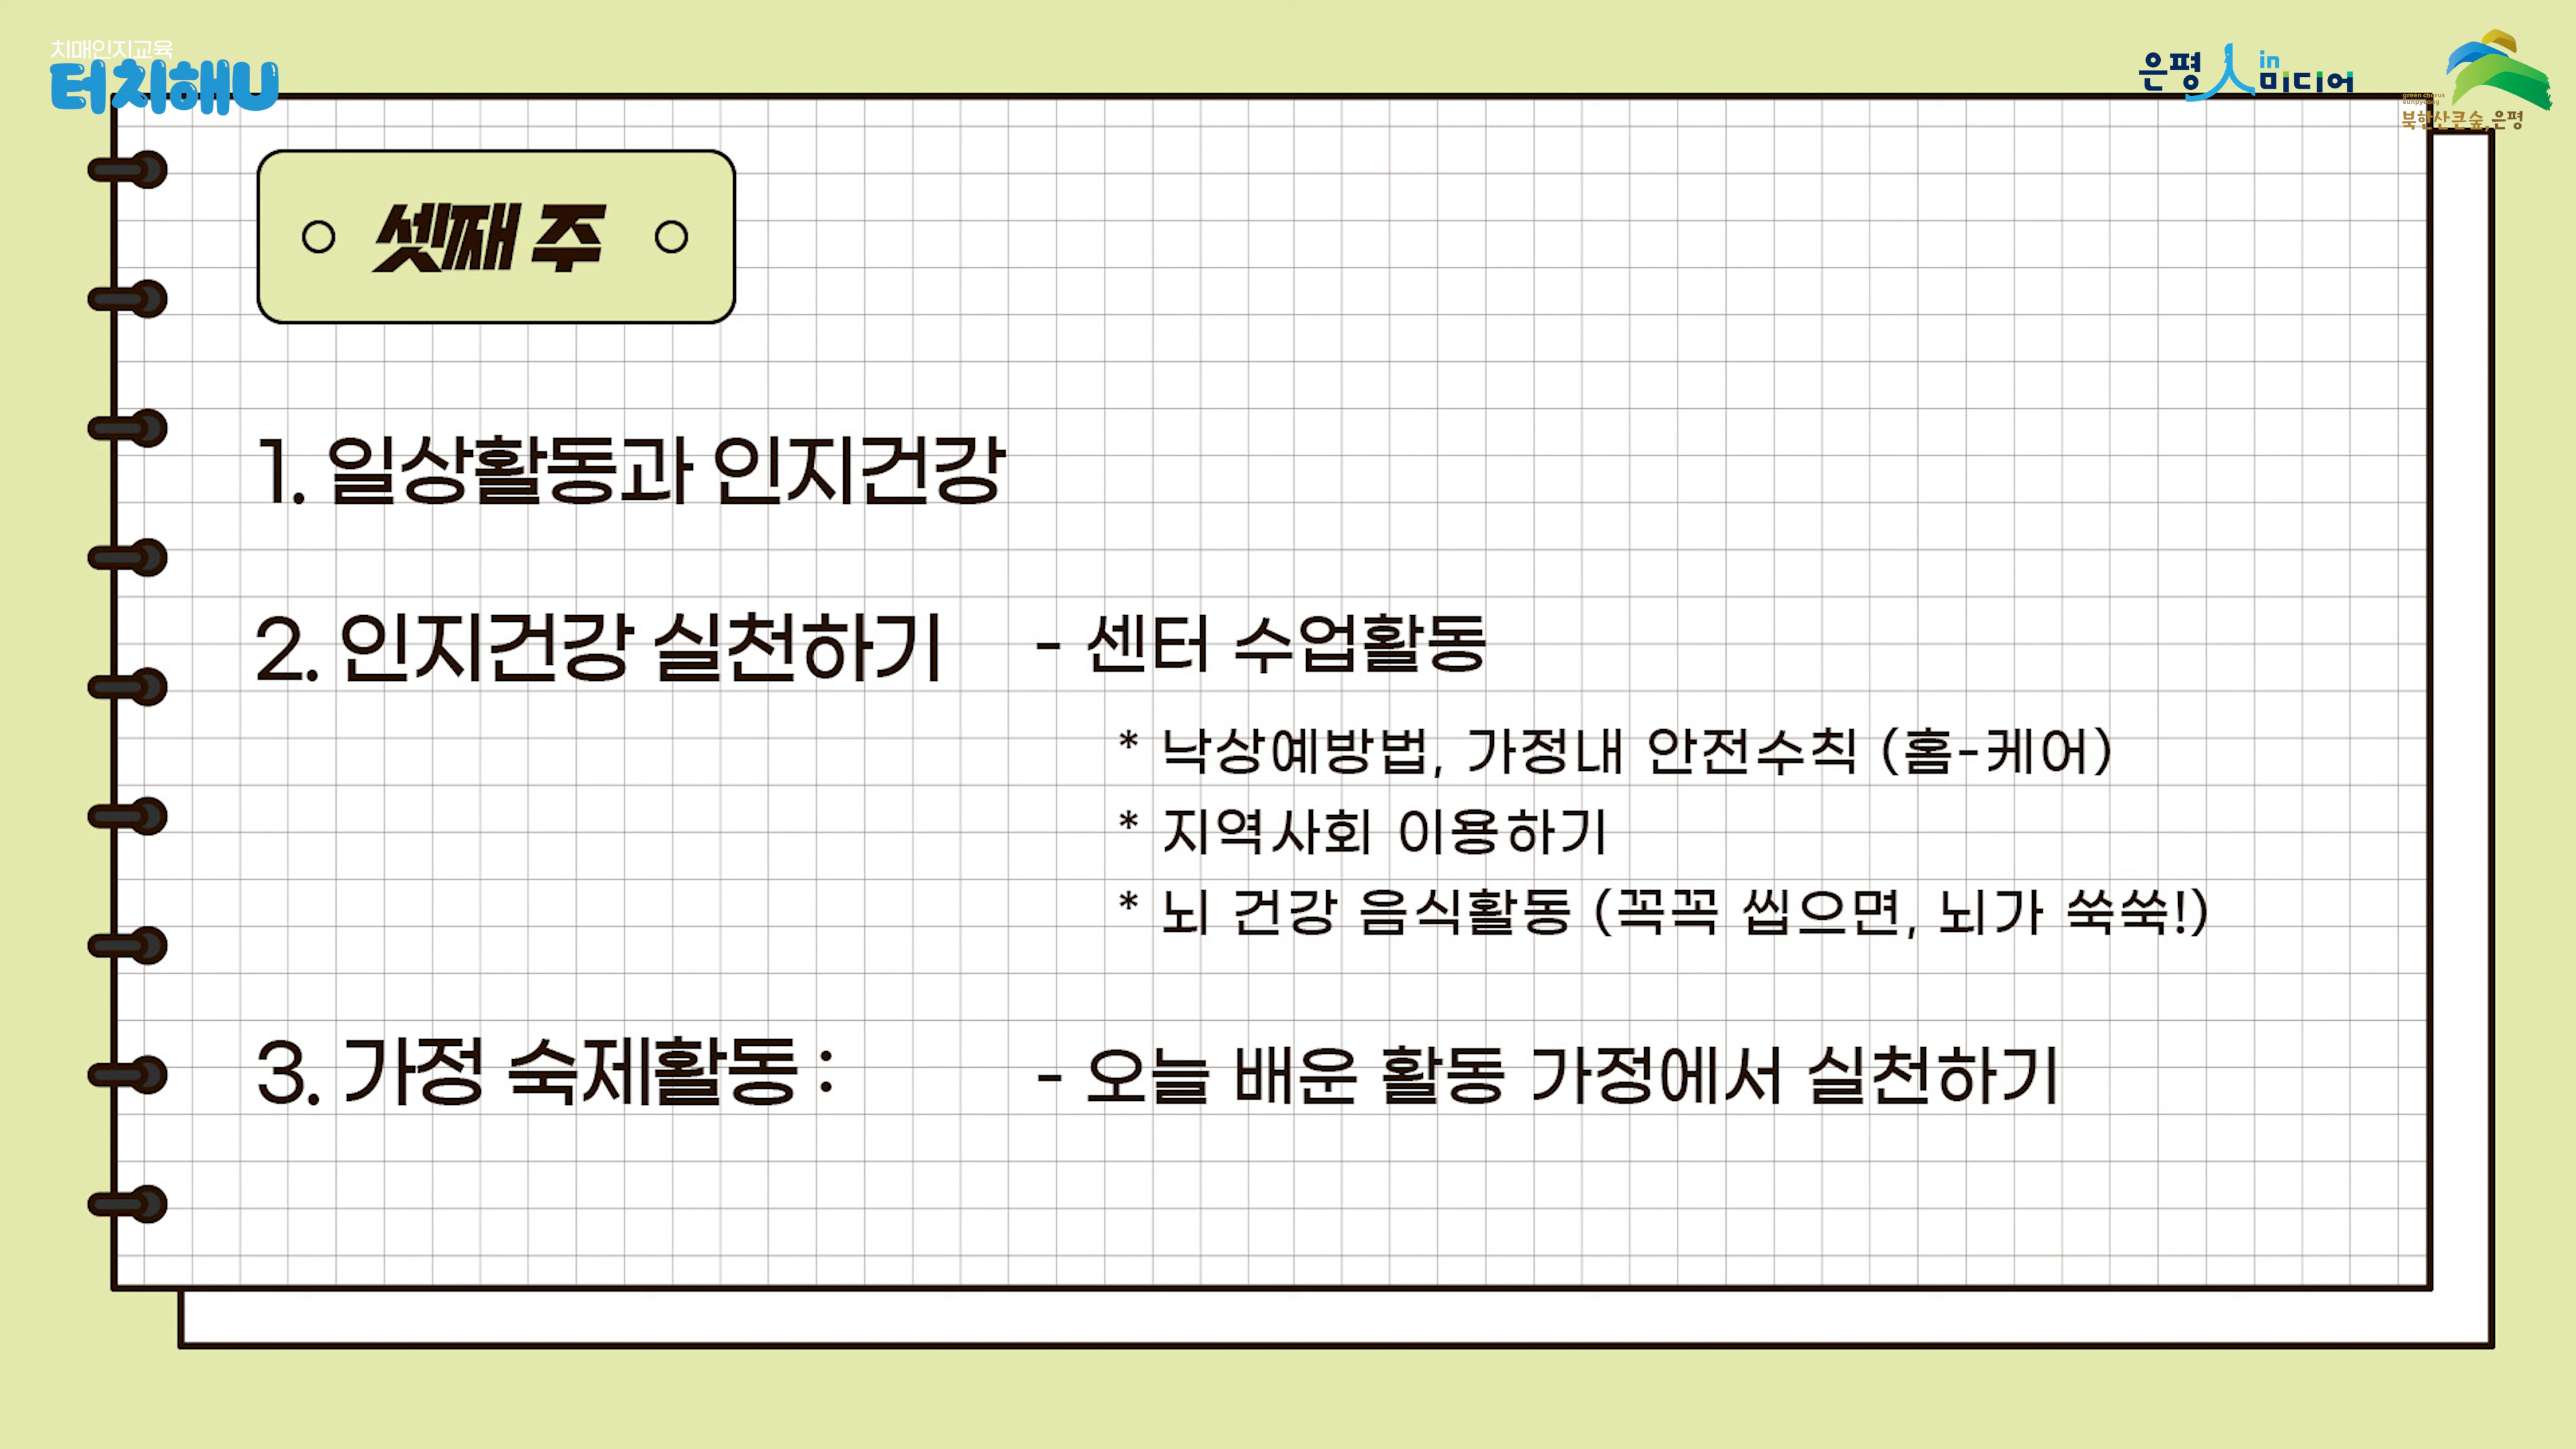 치매인지교육
터치해U
은평人in미디어
green chorus
eunpyeong
북한산큰숲,은평
셋째 주
1. 일상활동과 인지건강
2. 인지건강 실천하기 - 센터 수업활동
* 낙상예방법, 가정내 안전수칙 (홈-케어)
* 지역사회 이용하기
* 뇌 건강 음식활동 (꼭꼭 씹으면, 뇌가 쑥쑥!)
3. 가정 숙제활동 : - 오늘 배운 활동 가정에서 실천하기